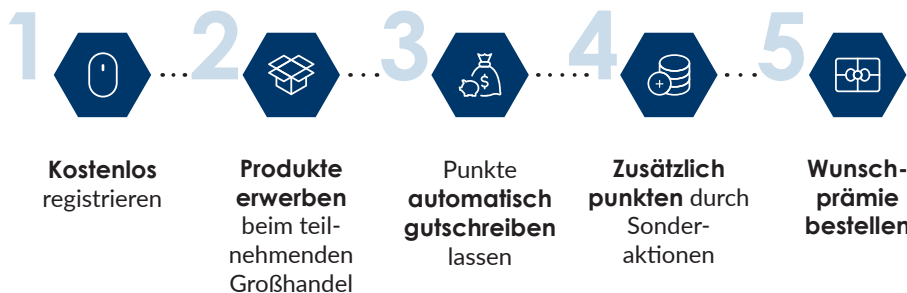 1
Kostenlos
registrieren
2
Produkte
erwerben
beim teil-
nehmenden
Großhandel
3
$
Punkte
automatisch
gutschreiben
lassen
4
+
Zusätzlich
punkten durch
Sonder-
aktionen
5
Wunsch-
prämie
bestellen